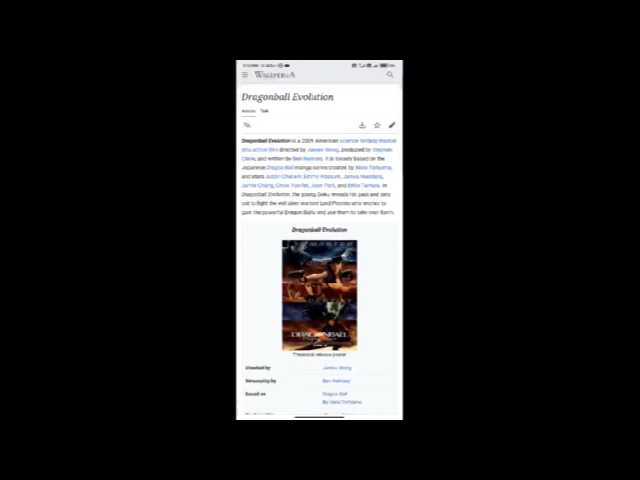 WIKIPEDIA
Dragonball Evolution
Article Talk
Dragonball Evolution is a 2009 American science fantasy martial
arts action film directed by James Wong, produced by Stephen
Chow, and written by Ben Ramsey. It is loosely based on the
Japanese Dragon Ball manga series created by Akira Toriyama,
and stars Justin Chatwin, Emmy Rossum, James Marsters,
Jamie Chung, Chow Yun-fat, Joon Park, and Eriko Tamura. In
Dragonball Evolution, the young Goku reveals his past and sets
out to fight the evil alien warlord Lord Piccolo who wishes to
gain the powerful Dragon Balls and use them to take over Earth.
Dragonball Evolution
DRAGONBALL
Theatrical release poster
Directed by James Wong
Screenplay by Ben Ramsey
Based on Dragon Ball
by Akira Toriyama